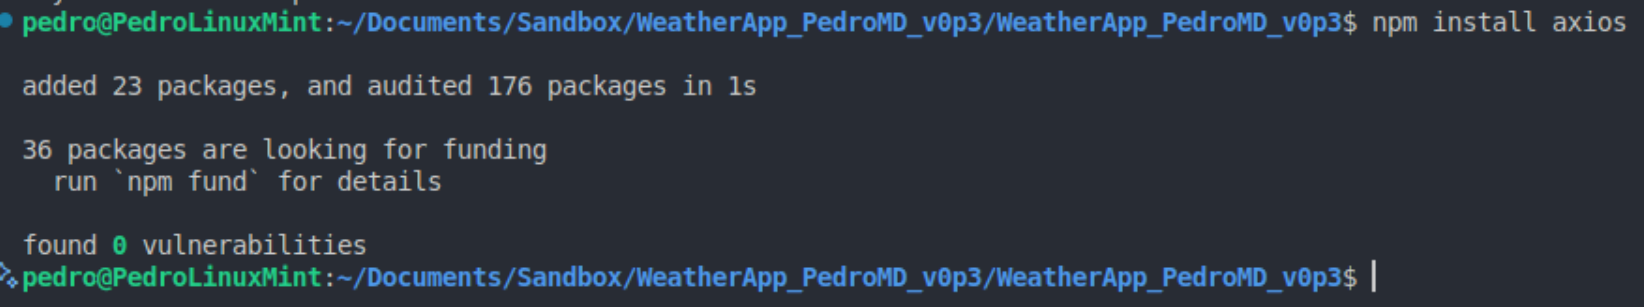 pedro@PedroLinuxMint:~/Documents/Sandbox/WeatherApp_PedroMD_v0p3/WeatherApp_PedroMD_v0p3$ npm install axios
added 23 packages, and audited 176 packages in 1s
36 packages are looking for funding
  run `npm fund` for details
found 0 vulnerabilities
pedro@PedroLinuxMint:~/Documents/Sandbox/WeatherApp_PedroMD_v0p3/WeatherApp_PedroMD_v0p3$